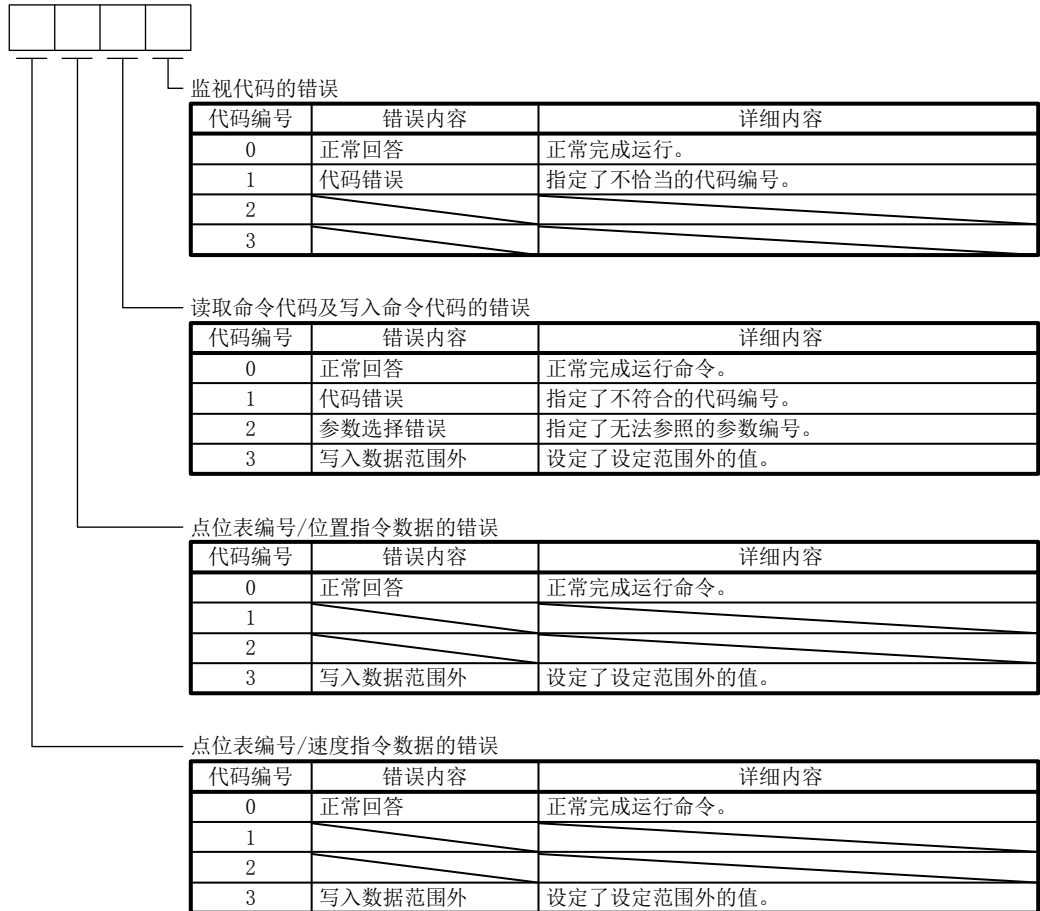 监视代码的错误
代码编号 错误内容 详细内容
0 正常回答 正常完成运行。
1 代码错误 指定了不恰当的代码编号。
2
3
读取命令代码及写入命令代码的错误
代码编号 错误内容 详细内容
0 正常回答 正常完成运行命令。
1 代码错误 指定了不符合的代码编号。
2 参数选择错误 指定了无法参照的参数编号。
3 写入数据范围外 设定了设定范围外的值。
点位表编号/位置指令数据的错误
代码编号 错误内容 详细内容
0 正常回答 正常完成运行命令。
1
2
3 写入数据范围外 设定了设定范围外的值。
点位表编号/速度指令数据的错误
代码编号 错误内容 详细内容
0 正常回答 正常完成运行命令。
1
2
3 写入数据范围外 设定了设定范围外的值。